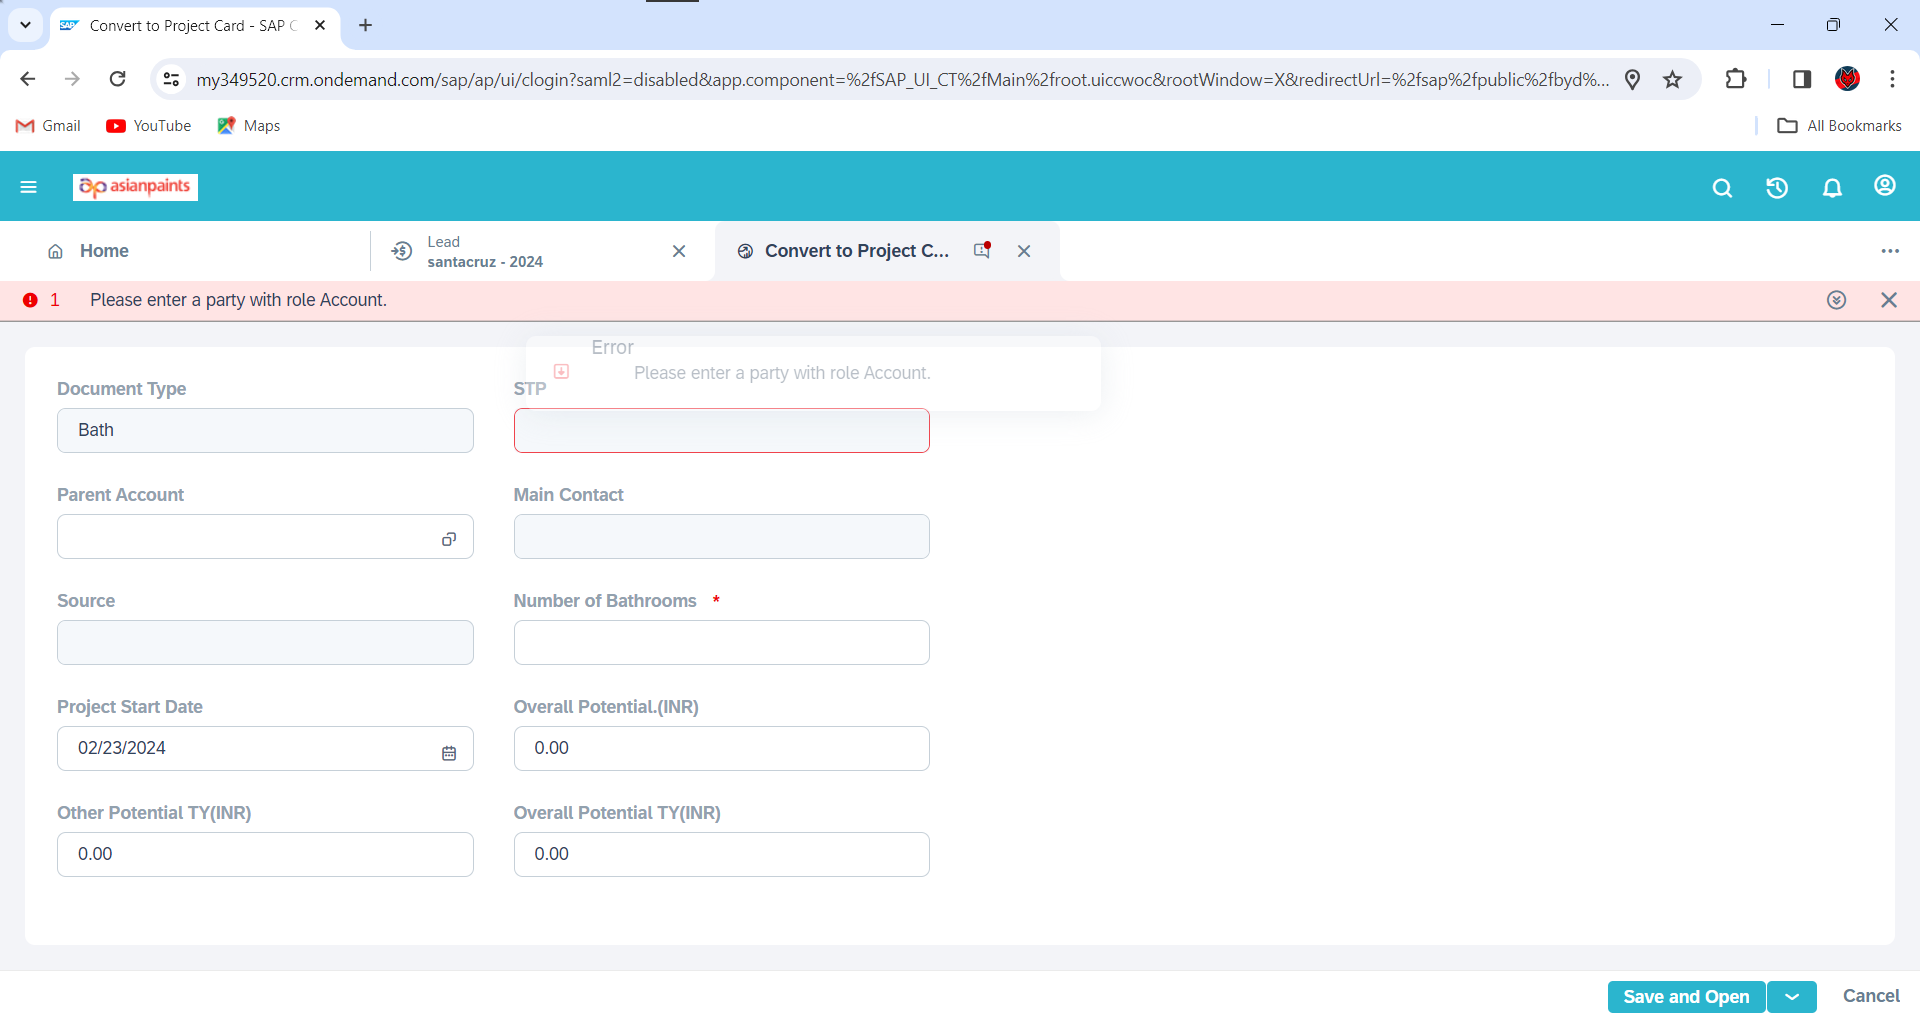 Convert to Project Card - SAP C
my349520.crm.ondemand.com/sap/ap/ui/clogin?saml2=disabled&app.component=%2fSAP_UI_CT%2fMain%2froot.uiccwoc&rootWindow=X&redirectUrl=%2fsap%2fpublic%2fbyd%...
Gmail YouTube Maps All Bookmarks
asianpaints
Home
Lead
santacruz - 2024
Convert to Project C...
1 Please enter a party with role Account.
Error
Please enter a party with role Account.
Document Type STP
Bath
Parent Account Main Contact
Source Number of Bathrooms *
Project Start Date Overall Potential.(INR)
02/23/2024 0.00
Other Potential TY(INR) Overall Potential TY(INR)
0.00 0.00
Save and Open Cancel